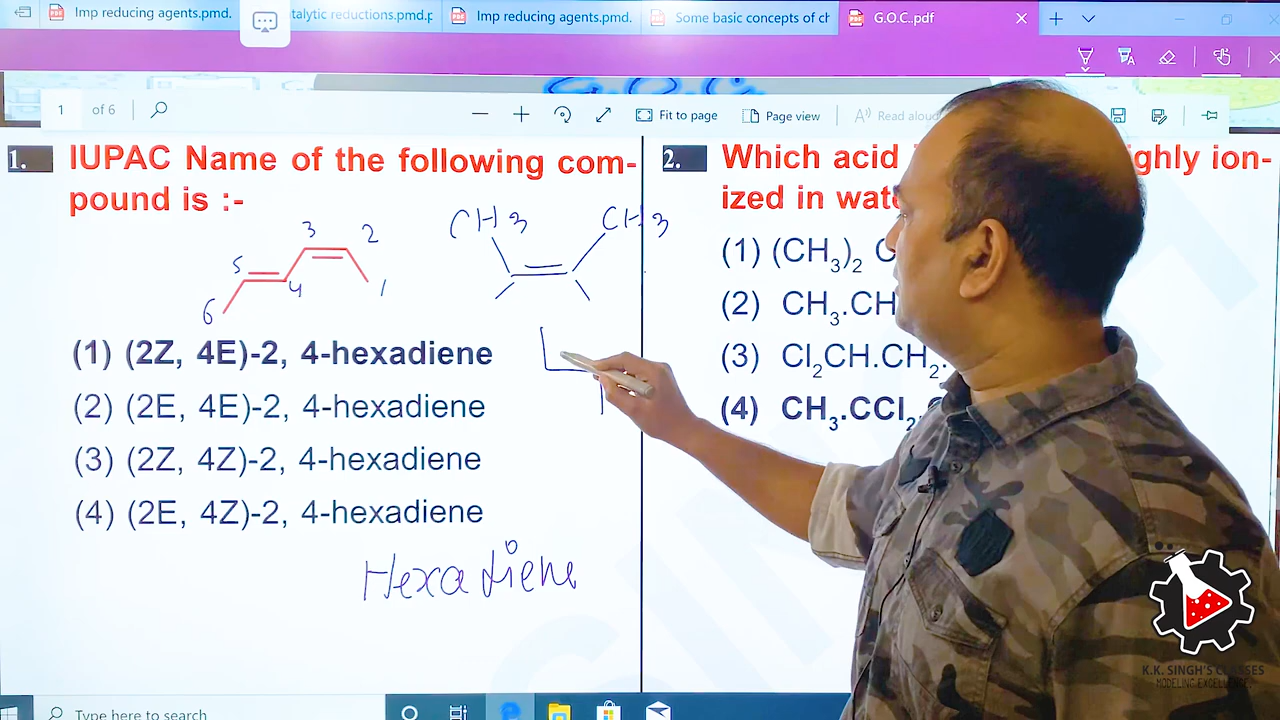 Imp reducing agents.pmd.
talytic reductions.pmd.p
Imp reducing agents.pmd.
Some basic concepts of ch
G.O.C..pdf
G.O.C.
1 of 6
Fit to page
Page view
A)) Read aloud
1. IUPAC Name of the following com-
pound is :-
CH3 CH3
3 2
5 4 1
6
(1) (2Z, 4E)-2, 4-hexadiene
(2) (2E, 4E)-2, 4-hexadiene
(3) (2Z, 4Z)-2, 4-hexadiene
(4) (2E, 4Z)-2, 4-hexadiene
Hexadiene
2. Which acid ighly ion-
ized in wate
(1) (CH3)2 C
(2) CH3.CH
(3) Cl2CH.CH2.
(4) CH3.CCl2.
K.K. SINGH'S CLASSES
MODELING EXCELLENCE.
Type here to search